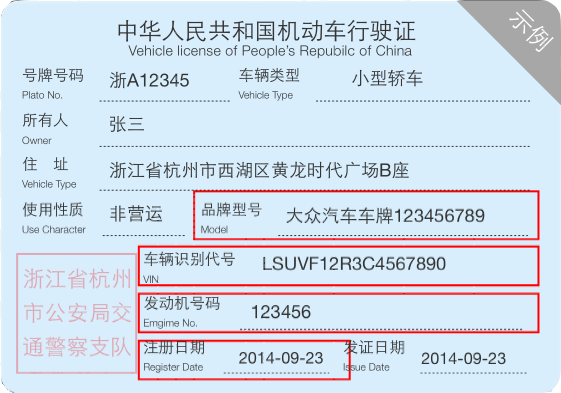 中华人民共和国机动车行驶证
示例
Vehicle license of People's Republic of China
号牌号码 浙A12345 车辆类型 小型轿车
Plato No. Vehicle Type
所有人 张三
Owner
住 址 浙江省杭州市西湖区黄龙时代广场B座
Vehicle Type
使用性质 非营运 品牌型号 大众汽车车牌123456789
Use Character Model
车辆识别代号 LSUVF12R3C4567890
VIN
浙江省杭州
市公安局交
通警察支队
发动机号码 123456
Emgime No.
注册日期 2014-09-23 发证日期 2014-09-23
Register Date Issue Date